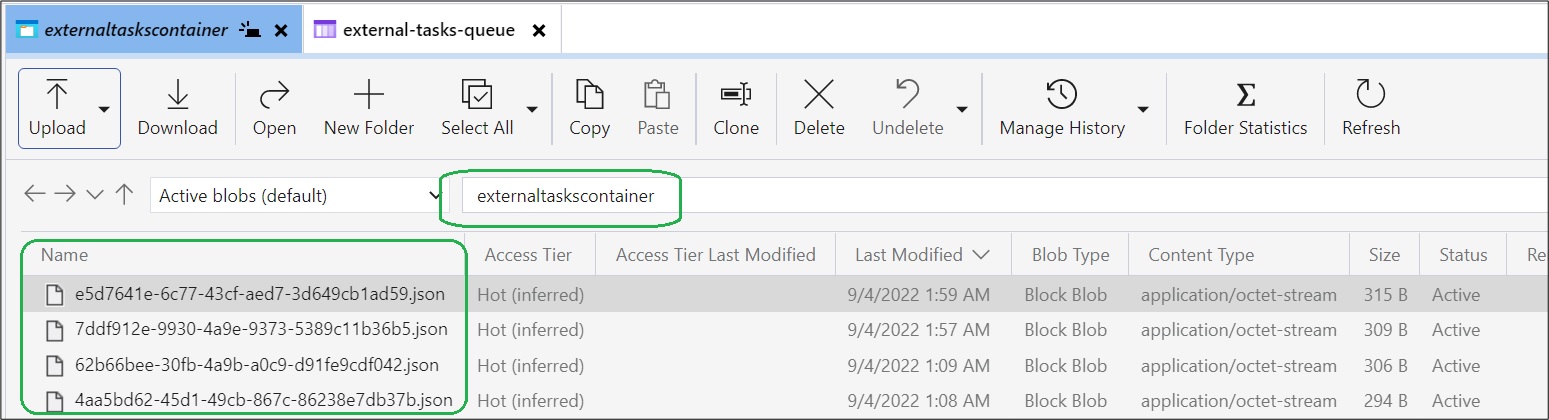 externaltaskscontainer external-tasks-queue
Upload Download Open New Folder Select All Copy Paste Clone Delete Undelete Manage History Folder Statistics Refresh
Active blobs (default) externaltaskscontainer
Name Access Tier Access Tier Last Modified Last Modified Blob Type Content Type Size Status Re
e5d7641e-6c77-43cf-aed7-3d649cb1ad59.json Hot (inferred) 9/4/2022 1:59 AM Block Blob application/octet-stream 315 B Active
7ddf912e-9930-4a9e-9373-5389c11b36b5.json Hot (inferred) 9/4/2022 1:57 AM Block Blob application/octet-stream 309 B Active
62b66bee-30fb-4a9b-a0c9-d91fe9cdf042.json Hot (inferred) 9/4/2022 1:09 AM Block Blob application/octet-stream 306 B Active
4aa5bd62-45d1-49cb-867c-86238e7db37b.json Hot (inferred) 9/4/2022 1:08 AM Block Blob application/octet-stream 294 B Active